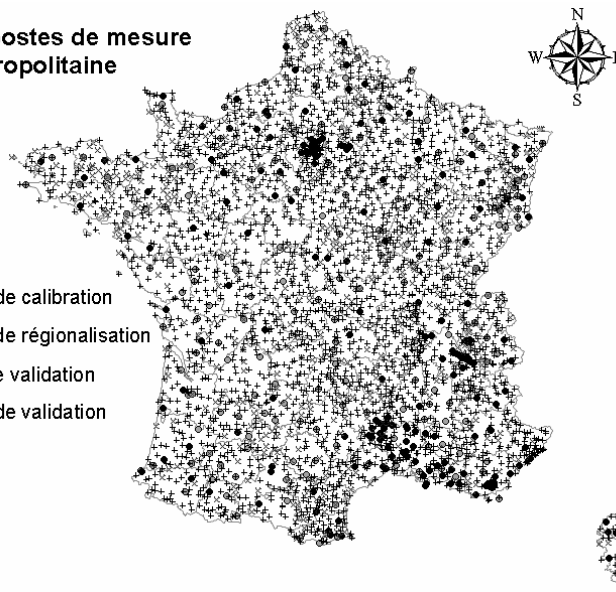 ostes de mesure
ropolitaine
N
W
S
de calibration
de régionalisation
e validation
de validation